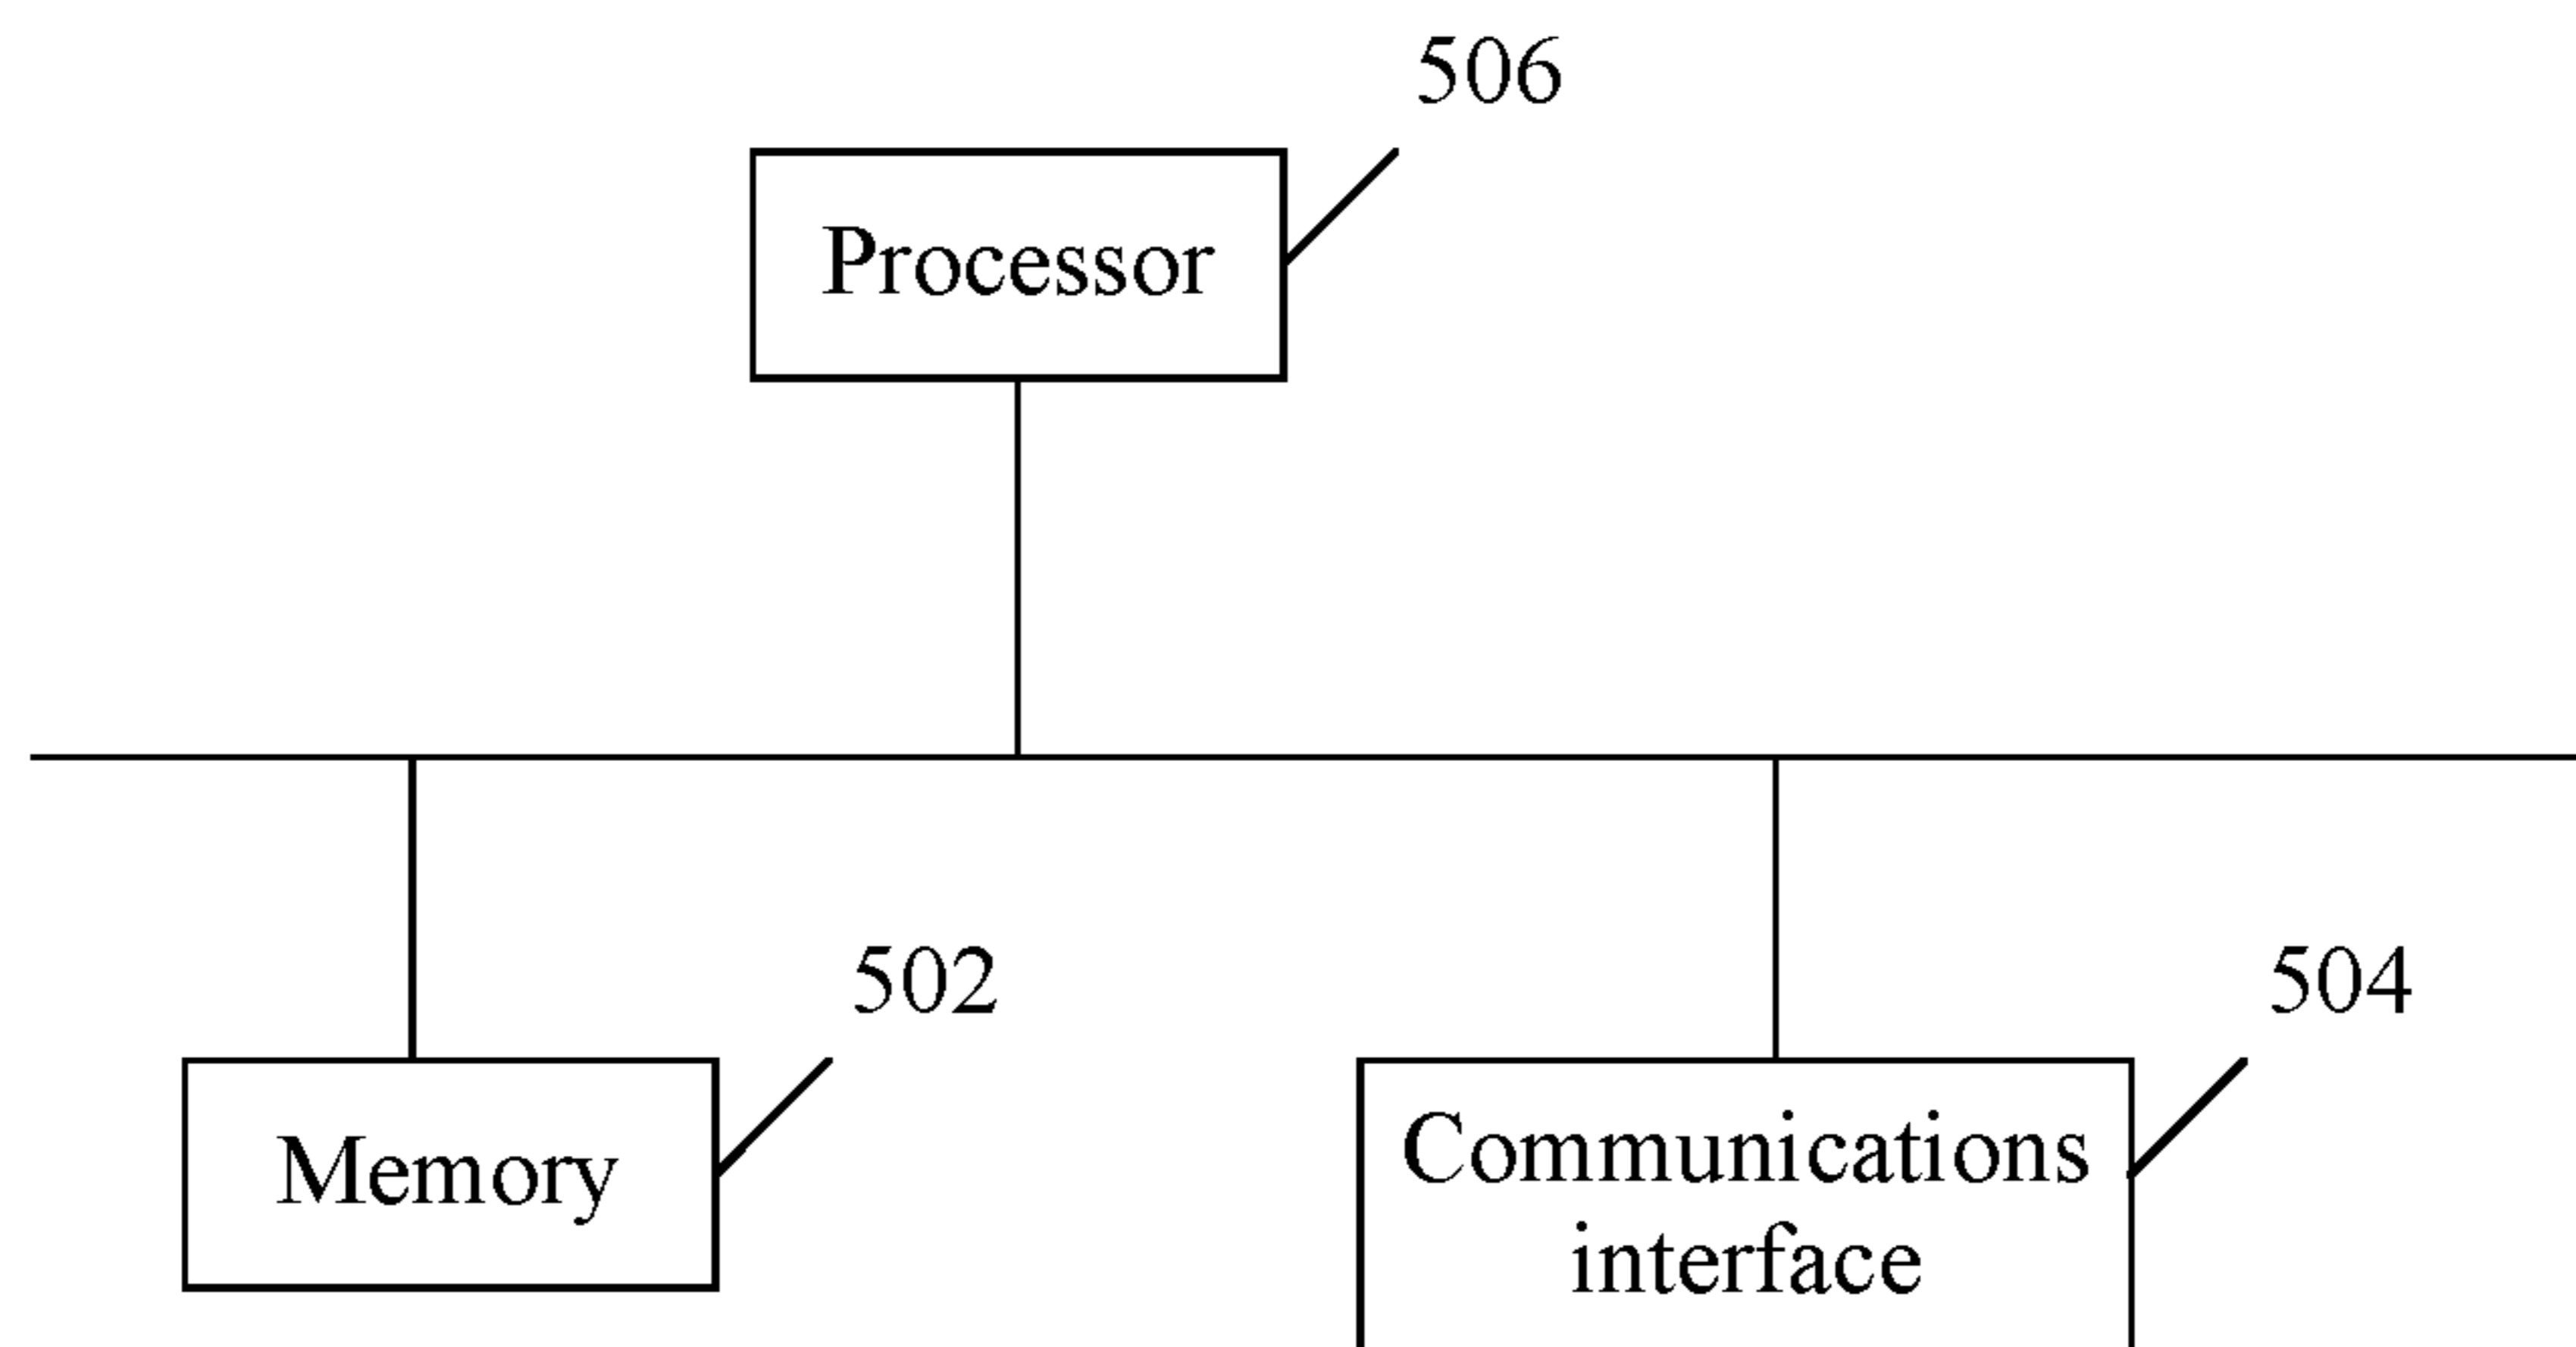 506
Processor
502
504
Memory
Communications
interface